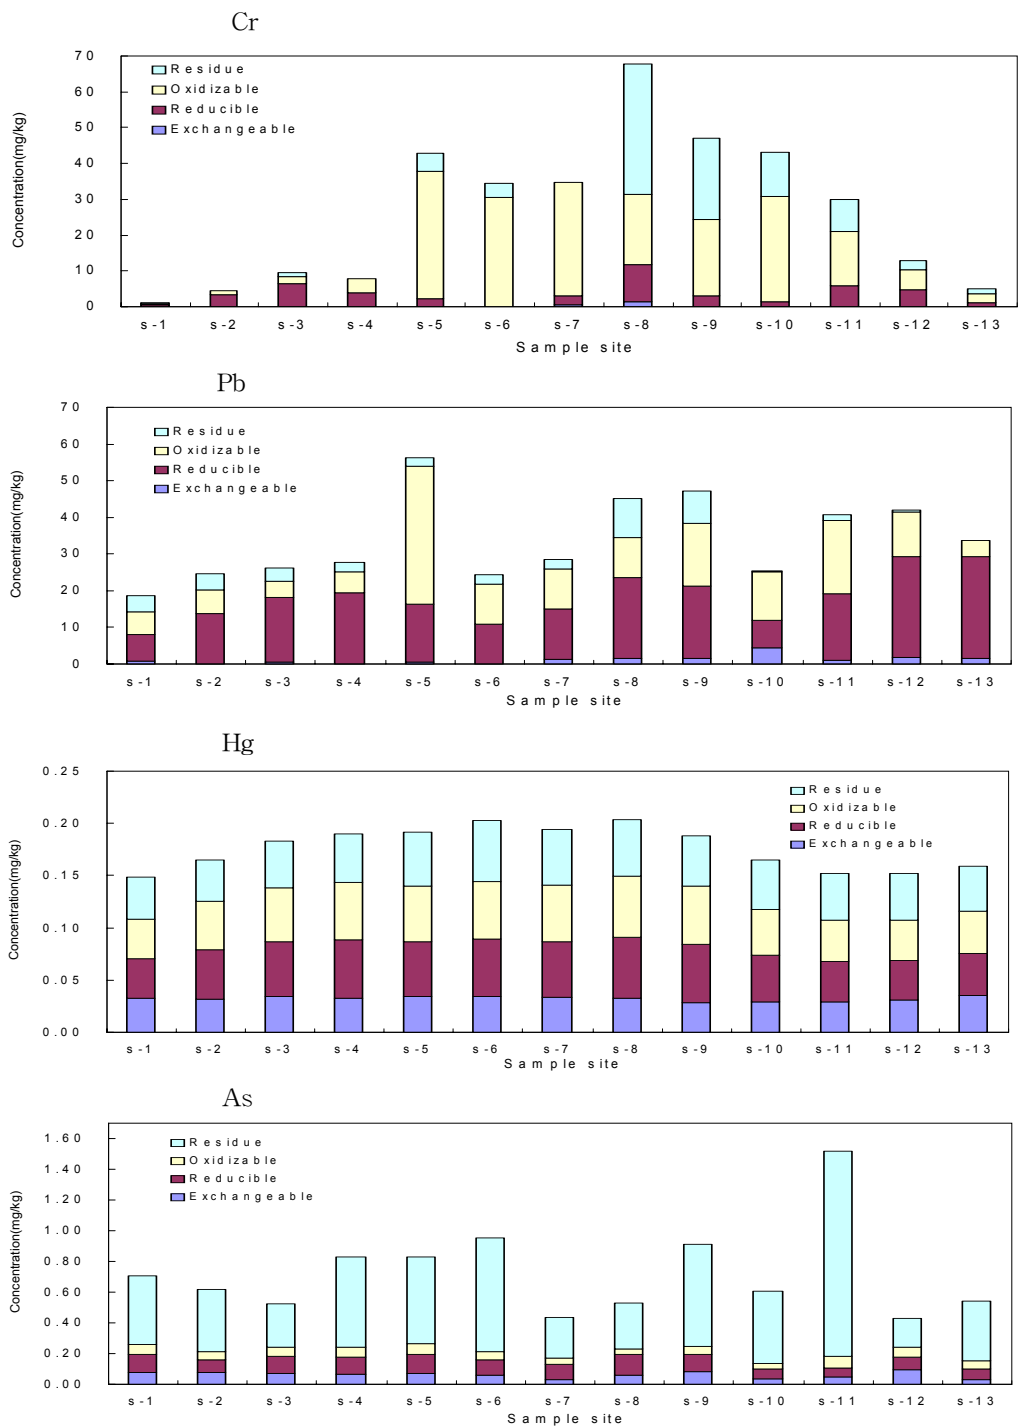 Cr
70
60
50
40
30
20
10
0
Concentration(mg/kg)
Residue
Oxidizable
Reducible
Exchangeable
s-1 s-2 s-3 s-4 s-5 s-6 s-7 s-8 s-9 s-10 s-11 s-12 s-13
Sample site
Pb
70
60
50
40
30
20
10
0
Concentration(mg/kg)
Residue
Oxidizable
Reducible
Exchangeable
s-1 s-2 s-3 s-4 s-5 s-6 s-7 s-8 s-9 s-10 s-11 s-12 s-13
Sample site
Hg
0.25
0.20
0.15
0.10
0.05
0.00
Concentration(mg/kg)
Residue
Oxidizable
Reducible
Exchangeable
s-1 s-2 s-3 s-4 s-5 s-6 s-7 s-8 s-9 s-10 s-11 s-12 s-13
Sample site
As
1.60
1.40
1.20
1.00
0.80
0.60
0.40
0.20
0.00
Concentration(mg/kg)
Residue
Oxidizable
Reducible
Exchangeable
s-1 s-2 s-3 s-4 s-5 s-6 s-7 s-8 s-9 s-10 s-11 s-12 s-13
Sample site